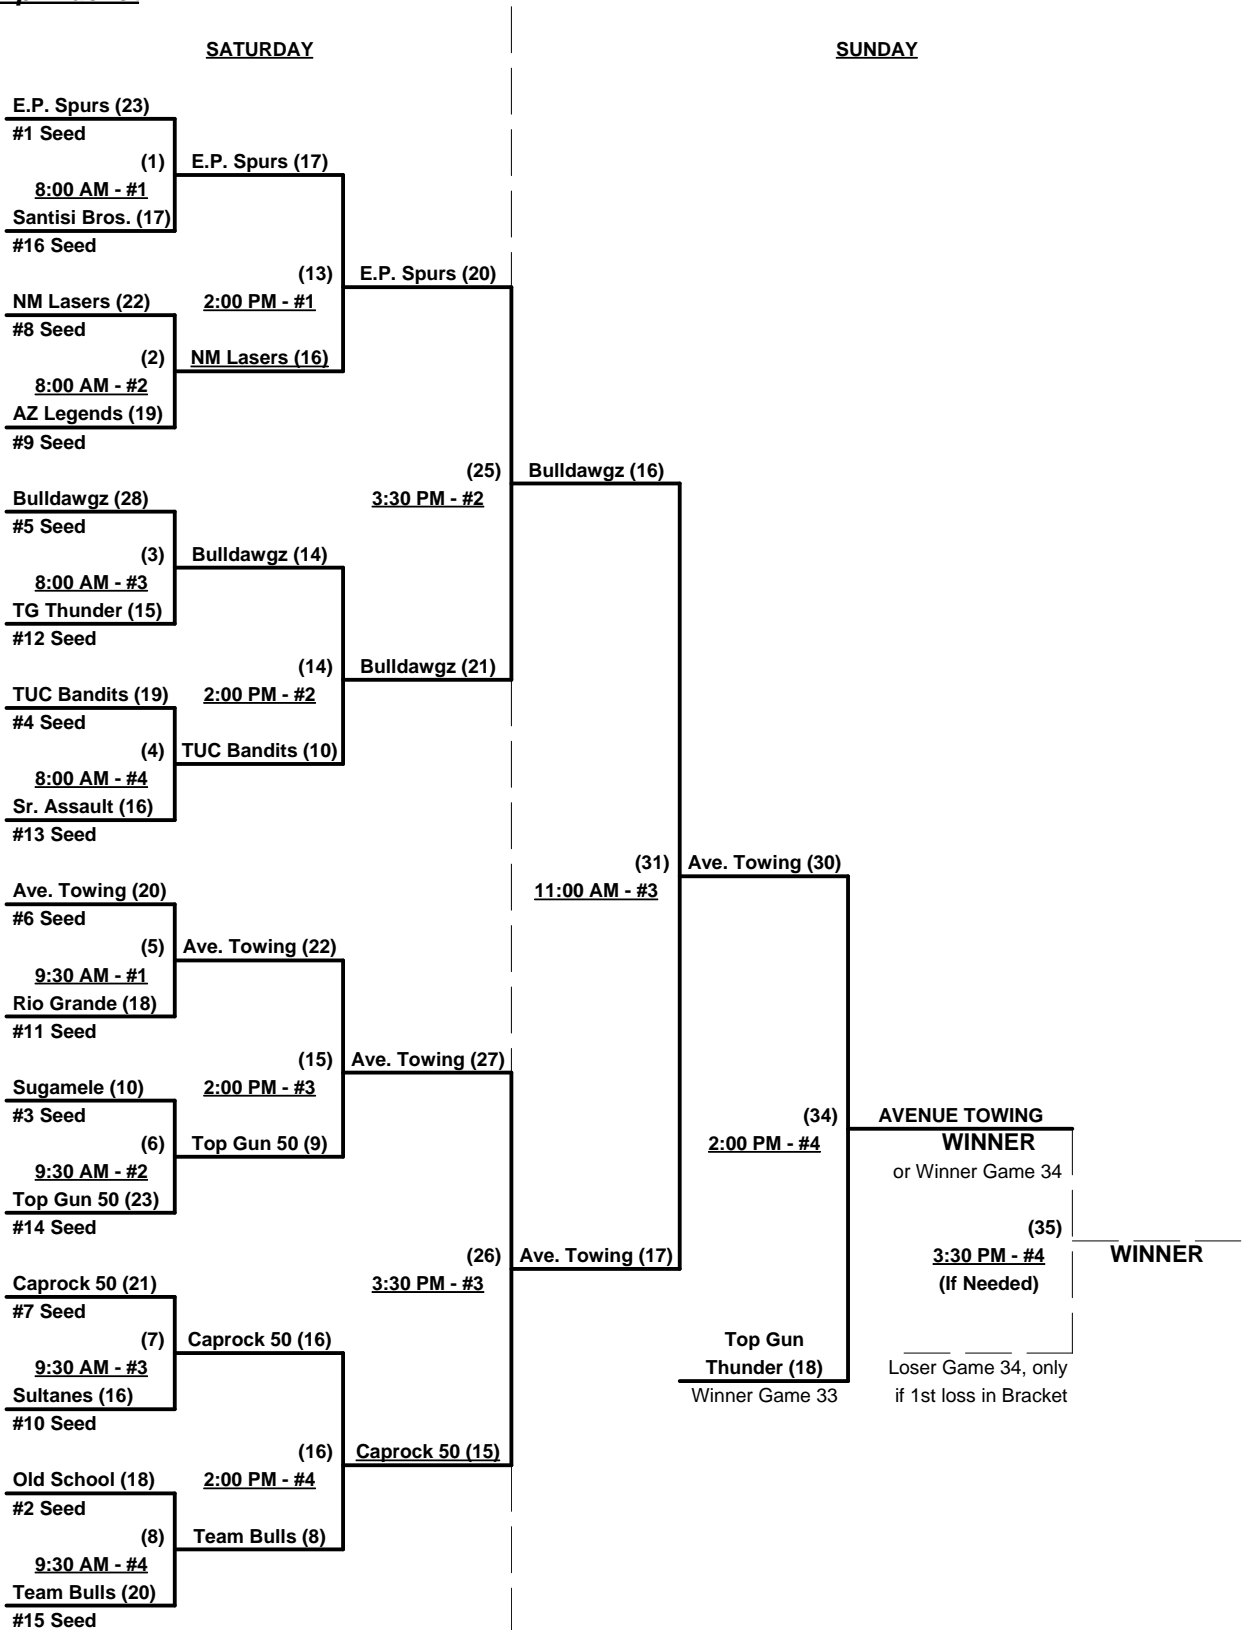 SATURDAY
SUNDAY
E.P. Spurs (23)
#1 Seed
(1)
E.P. Spurs (17)
8:00 AM - #1
Santisi Bros. (17)
#16 Seed
(13)
E.P. Spurs (20)
NM Lasers (22)
2:00 PM - #1
#8 Seed
(2)
NM Lasers (16)
8:00 AM - #2
AZ Legends (19)
#9 Seed
(25)
Bulldawgz (16)
Bulldawgz (28)
3:30 PM - #2
#5 Seed
(3)
Bulldawgz (14)
8:00 AM - #3
TG Thunder (15)
#12 Seed
(14)
Bulldawgz (21)
TUC Bandits (19)
2:00 PM - #2
#4 Seed
(4)
TUC Bandits (10)
8:00 AM - #4
Sr. Assault (16)
#13 Seed
(31)
Ave. Towing (30)
Ave. Towing (20)
11:00 AM - #3
#6 Seed
(5)
Ave. Towing (22)
9:30 AM - #1
Rio Grande (18)
#11 Seed
(15)
Ave. Towing (27)
Sugamele (10)
2:00 PM - #3
#3 Seed
(34)
AVENUE TOWING
(6)
Top Gun 50 (9)
2:00 PM - #4
WINNER
9:30 AM - #2
or Winner Game 34
Top Gun 50 (23)
#14 Seed
(35)
(26)
Ave. Towing (17)
3:30 PM - #4
WINNER
Caprock 50 (21)
3:30 PM - #3
(If Needed)
#7 Seed
(7)
Caprock 50 (16)
Top Gun
9:30 AM - #3
Thunder (18)
Loser Game 34, only
Sultanes (16)
Winner Game 33
if 1st loss in Bracket
#10 Seed
(16)
Caprock 50 (15)
Old School (18)
2:00 PM - #4
#2 Seed
(8)
Team Bulls (8)
9:30 AM - #4
Team Bulls (20)
#15 Seed